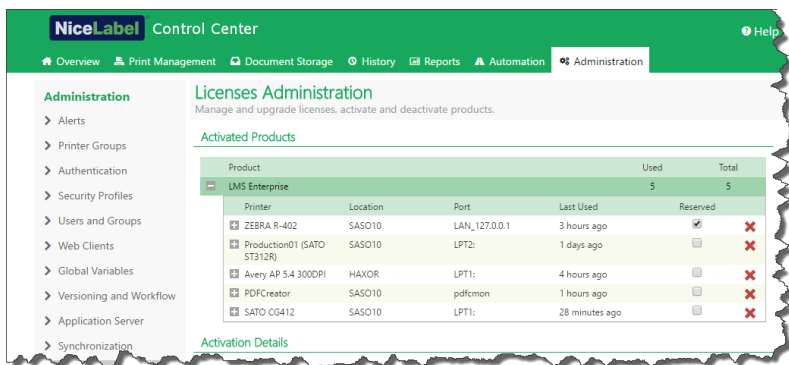 NiceLabel Control Center
Help
Overview Print Management Document Storage History Reports Automation Administration
Administration
Alerts
Printer Groups
Authentication
Security Profiles
Users and Groups
Web Clients
Global Variables
Versioning and Workflow
Application Server
Synchronization
Licenses Administration
Manage and upgrade licenses, activate and deactivate products.
Activated Products
Product Used Total
LMS Enterprise 5 5
Printer Location Port Last Used Reserved
ZEBRA R-402 SASO10 LAN_127.0.0.1 3 hours ago
Production01 (SATO SASO10 LPT2: 1 days ago
ST312R)
Avery AP 5.4 300DPI HAXOR LPT1: 4 hours ago
PDFCreator SASO10 pdfcmon 1 hours ago
SATO CG412 SASO10 LPT1: 28 minutes ago
Activation Details